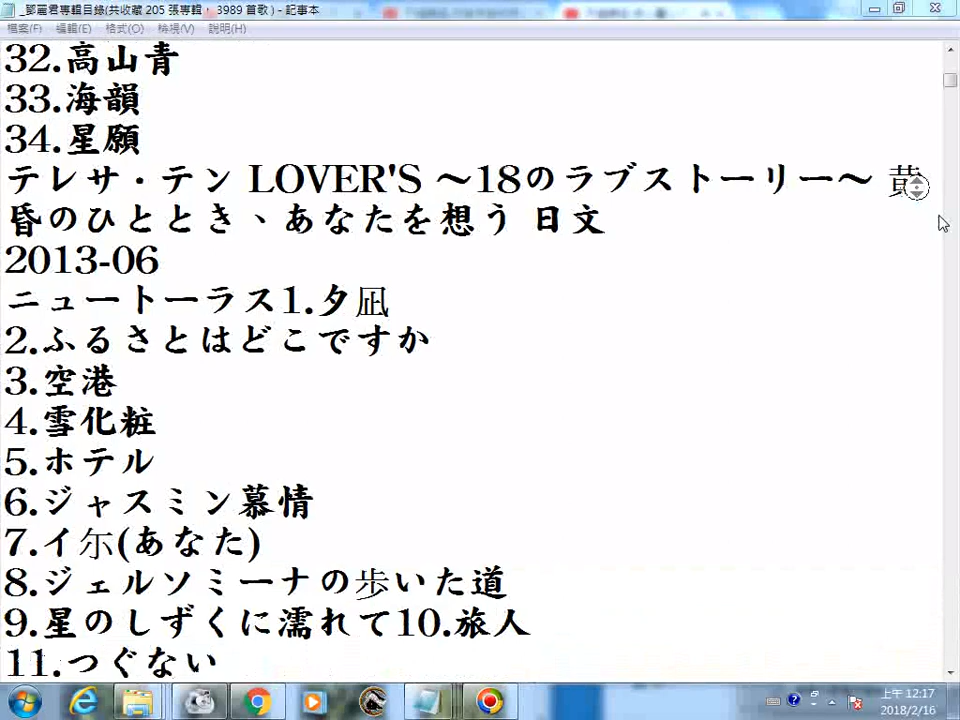 _鄧麗君專輯目錄(共收藏 205 張專輯， 3989 首歌 ) - 記事本
檔案(F) 編輯(E) 格式(O) 檢視(V) 說明(H)
32.高山青
33.海韻
34.星願
テレサ・テン LOVER'S ～18のラブストーリー～ 黄
昏のひととき、あなたを想う 日文
2013-06
ニュートーラス1.夕凪
2.ふるさとはどこですか
3.空港
4.雪化粧
5.ホテル
6.ジャスミン慕情
7.イ尓(あなた)
8.ジェルソミーナの歩いた道
9.星のしずくに濡れて10.旅人
11.つぐない
上午 12:17
2018/2/16